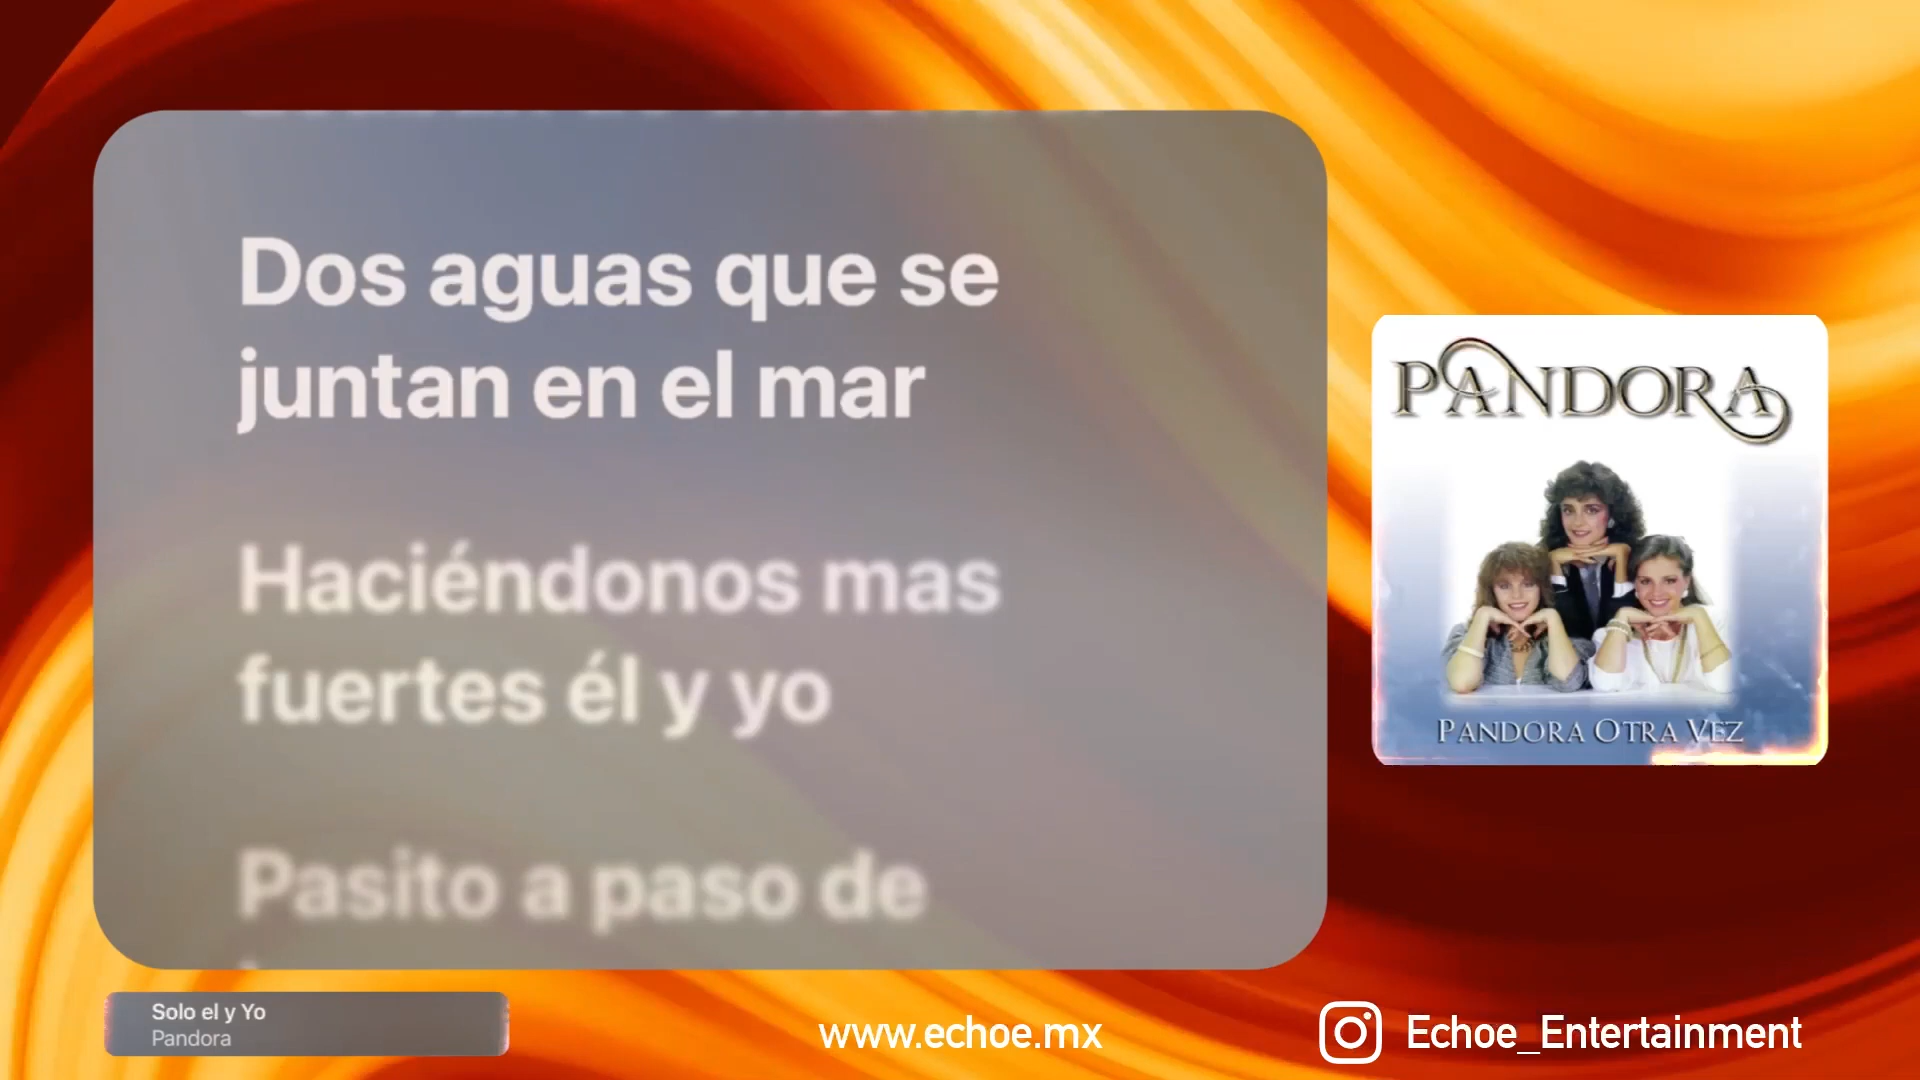 Dos aguas que se
juntan en el mar
Haciéndonos mas
fuertes él y yo
Pasito a paso de
PANDORA
PANDORA OTRA VEZ
Solo el y Yo
Pandora
www.echoe.mx
Echoe_Entertainment